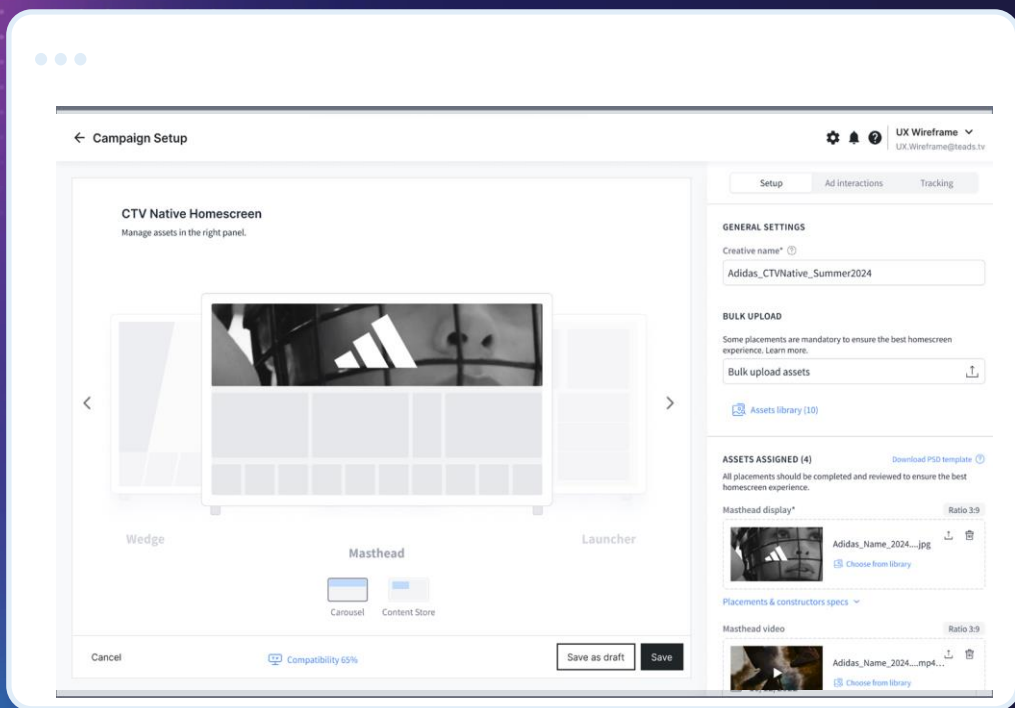 Campaign Setup
UX Wireframe
UX.Wireframe@teads.tv
CTV Native Homescreen
Manage assets in the right panel.
Wedge
Masthead
Launcher
Carousel
Content Store
Cancel
Compatibility 65%
Save as draft
Save
Setup
Ad interactions
Tracking
GENERAL SETTINGS
Creative name*
Adidas_CTVNative_Summer2024
BULK UPLOAD
Some placements are mandatory to ensure the best homescreen
experience. Learn more.
Bulk upload assets
Assets library (10)
ASSETS ASSIGNED (4)
Download PSD template
All placements should be completed and reviewed to ensure the best
homescreen experience.
Masthead display*
Ratio 3:9
Adidas_Name_2024....jpg
Choose from library
Placements & constructors specs
Masthead video
Ratio 3:9
Adidas_Name_2024....mp4...
Choose from library